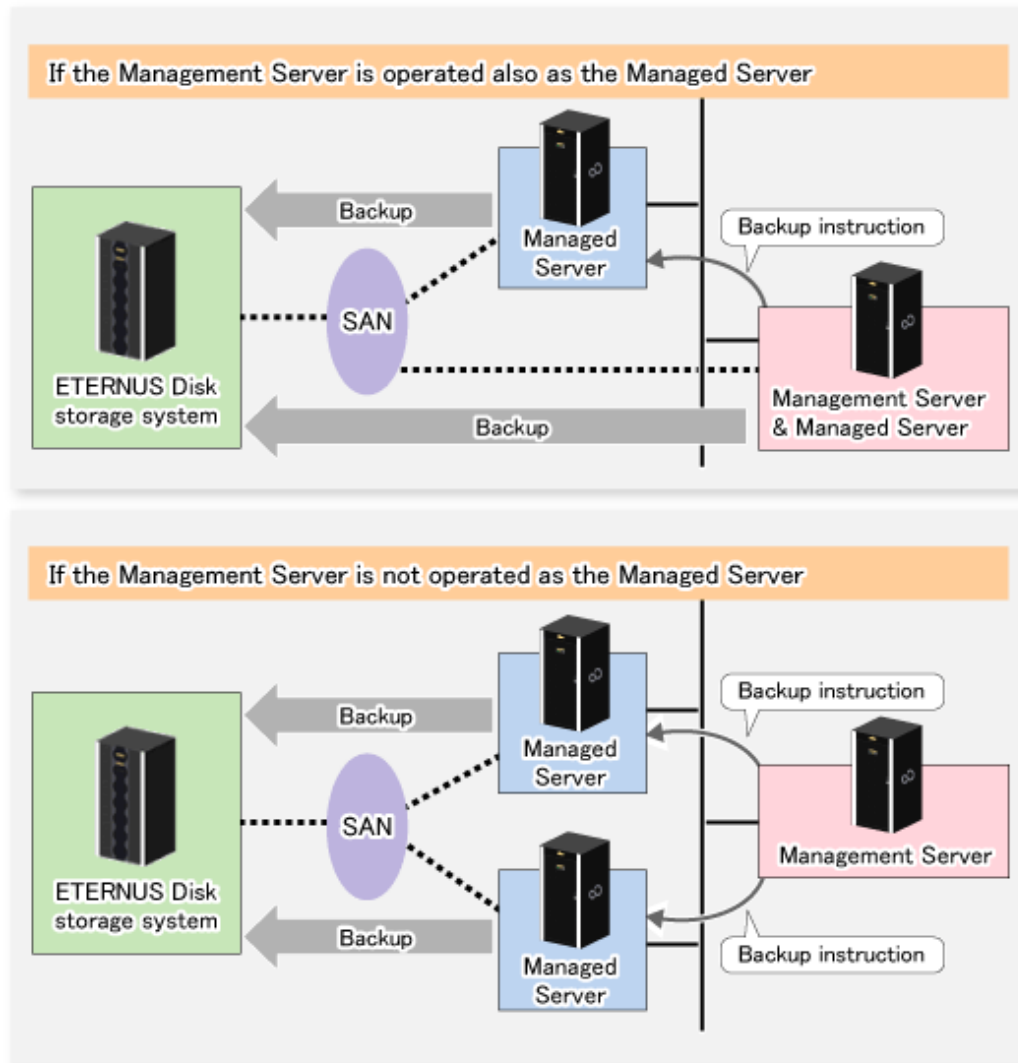 If the Management Server is operated also as the Managed Server
Backup
Managed
Server
Backup instruction
SAN
ETERNUS Disk
storage system
Management Server
& Managed Server
Backup
If the Management Server is not operated as the Managed Server
Backup
Managed
Server
Backup instruction
SAN
Management Server
ETERNUS Disk
storage system
Backup
Managed
Server
Backup instruction